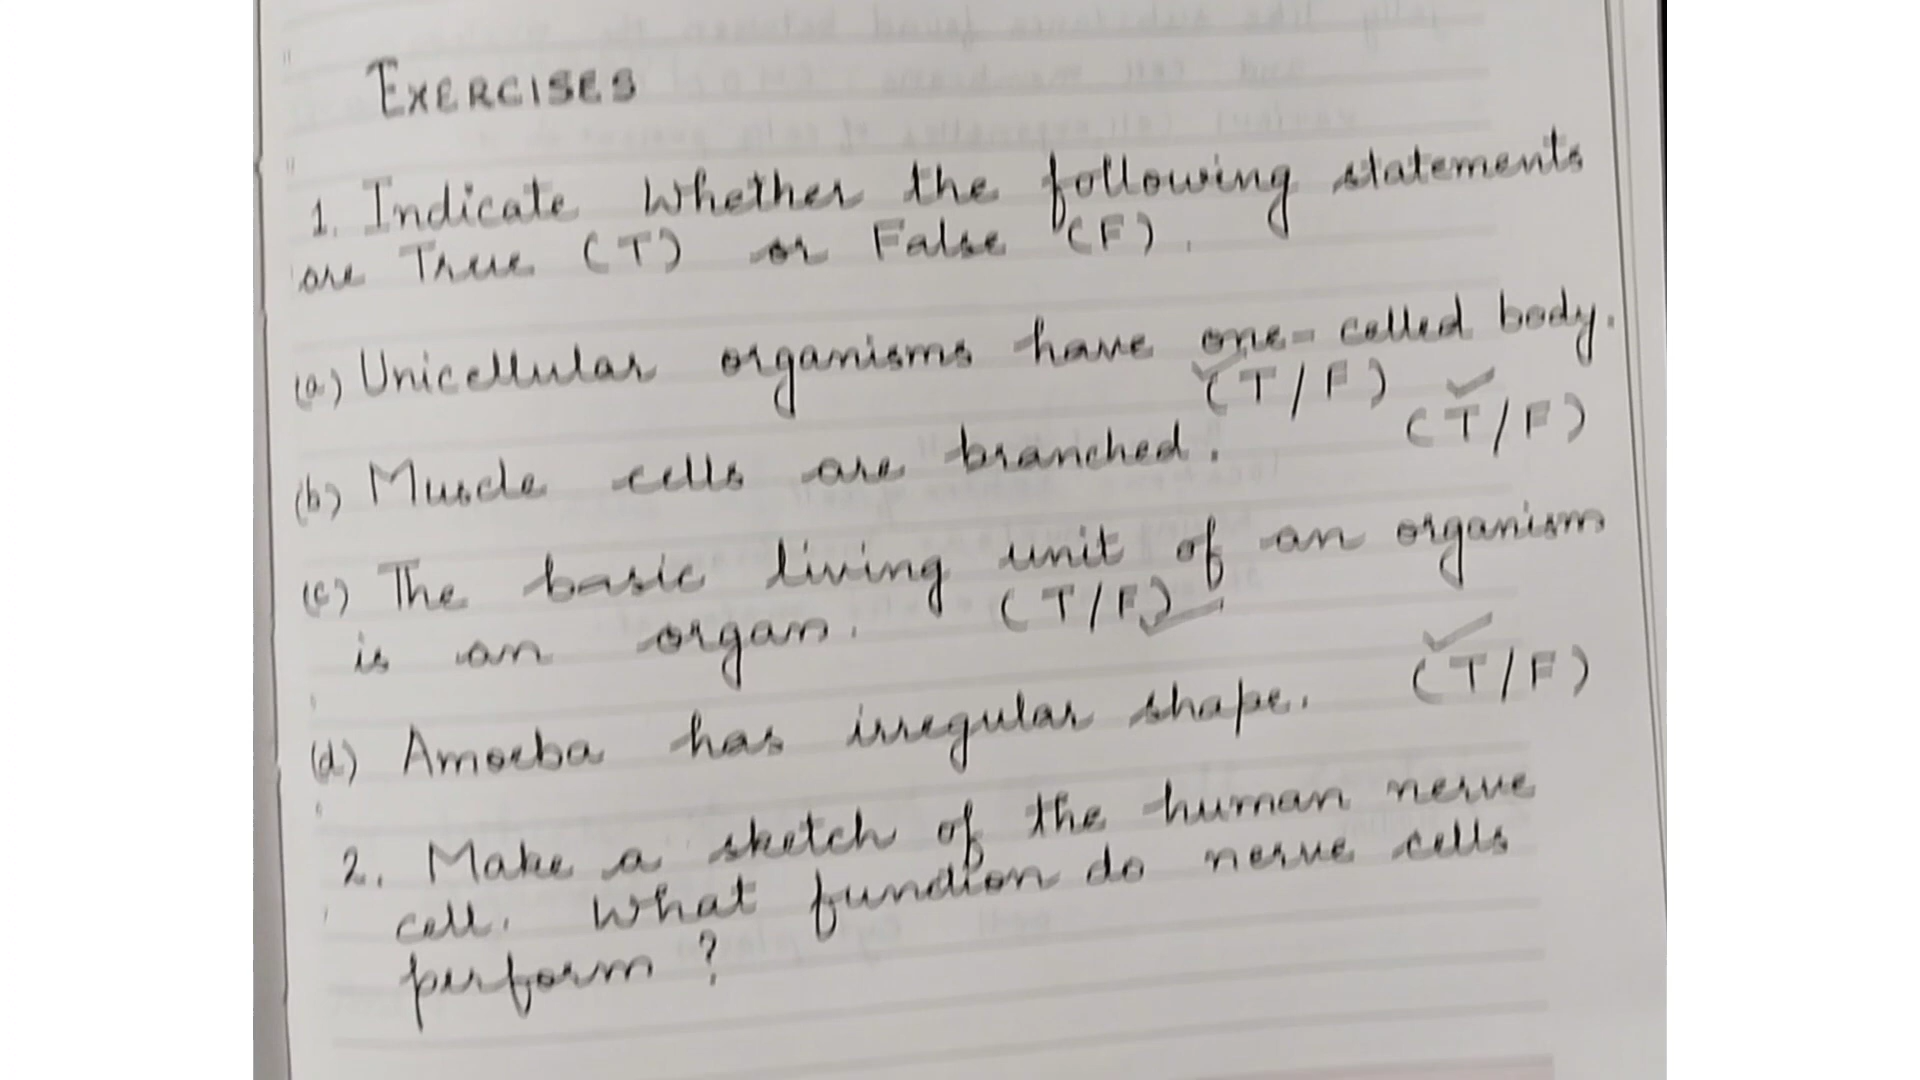 EXERCISES
1. Indicate Whether the following statements
are True (T) or False (F).
(a) Unicellular organisms have one-celled body.
(T/F)
(b) Muscle cells are branched. (T/F)
(c) The basic living unit of an organism
is an organ. (T/F)
(d) Amoeba has irregular shape. (T/F)
2. Make a sketch of the human nerve
cell. What function do nerve cells
perform ?